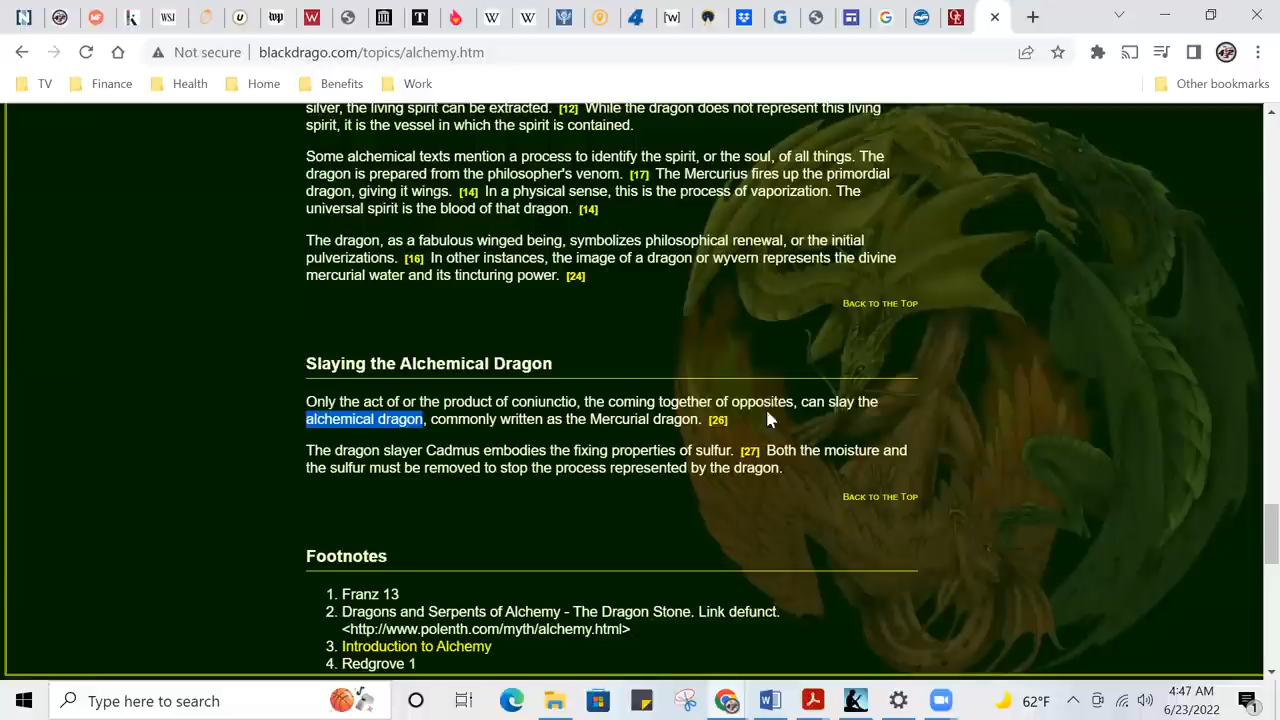 Not secure
blackdrago.com/topics/alchemy.htm
TV
Finance
Health
Home
Benefits
Work
Other bookmarks
silver, the living spirit can be extracted. [12] While the dragon does not represent this living
spirit, it is the vessel in which the spirit is contained.
Some alchemical texts mention a process to identify the spirit, or the soul, of all things. The
dragon is prepared from the philosopher's venom. [17] The Mercurius fires up the primordial
dragon, giving it wings. [14] In a physical sense, this is the process of vaporization. The
universal spirit is the blood of that dragon. [14]
The dragon, as a fabulous winged being, symbolizes philosophical renewal, or the initial
pulverizations. [16] In other instances, the image of a dragon or wyvern represents the divine
mercurial water and its tincturing power. [24]
Back to the Top
Slaying the Alchemical Dragon
Only the act of or the product of coniunctio, the coming together of opposites, can slay the
alchemical dragon, commonly written as the Mercurial dragon. [26]
The dragon slayer Cadmus embodies the fixing properties of sulfur. [27] Both the moisture and
the sulfur must be removed to stop the process represented by the dragon.
Back to the Top
Footnotes
1. Franz 13
2. Dragons and Serpents of Alchemy - The Dragon Stone. Link defunct.
<http://www.polenth.com/myth/alchemy.html>
3. Introduction to Alchemy
4. Redgrove 1
Type here to search
62°F
4:47 AM
6/23/2022